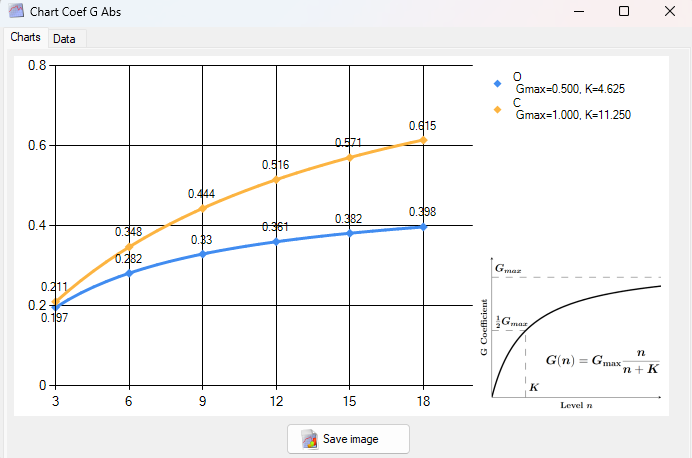 Chart Coef G Abs
Charts Data
0.8
0.6
0.4
0.2
0
3 6 9 12 15 18
0.211
0.348
0.444
0.516
0.571
0.615
0.197
0.282
0.33
0.361
0.382
0.398
O
Gmax=0.500, K=4.625
C
Gmax=1.000, K=11.250
G Coefficient
Gmax
½Gmax
G(n) = Gmax n/(n + K)
K
Level n
Save image